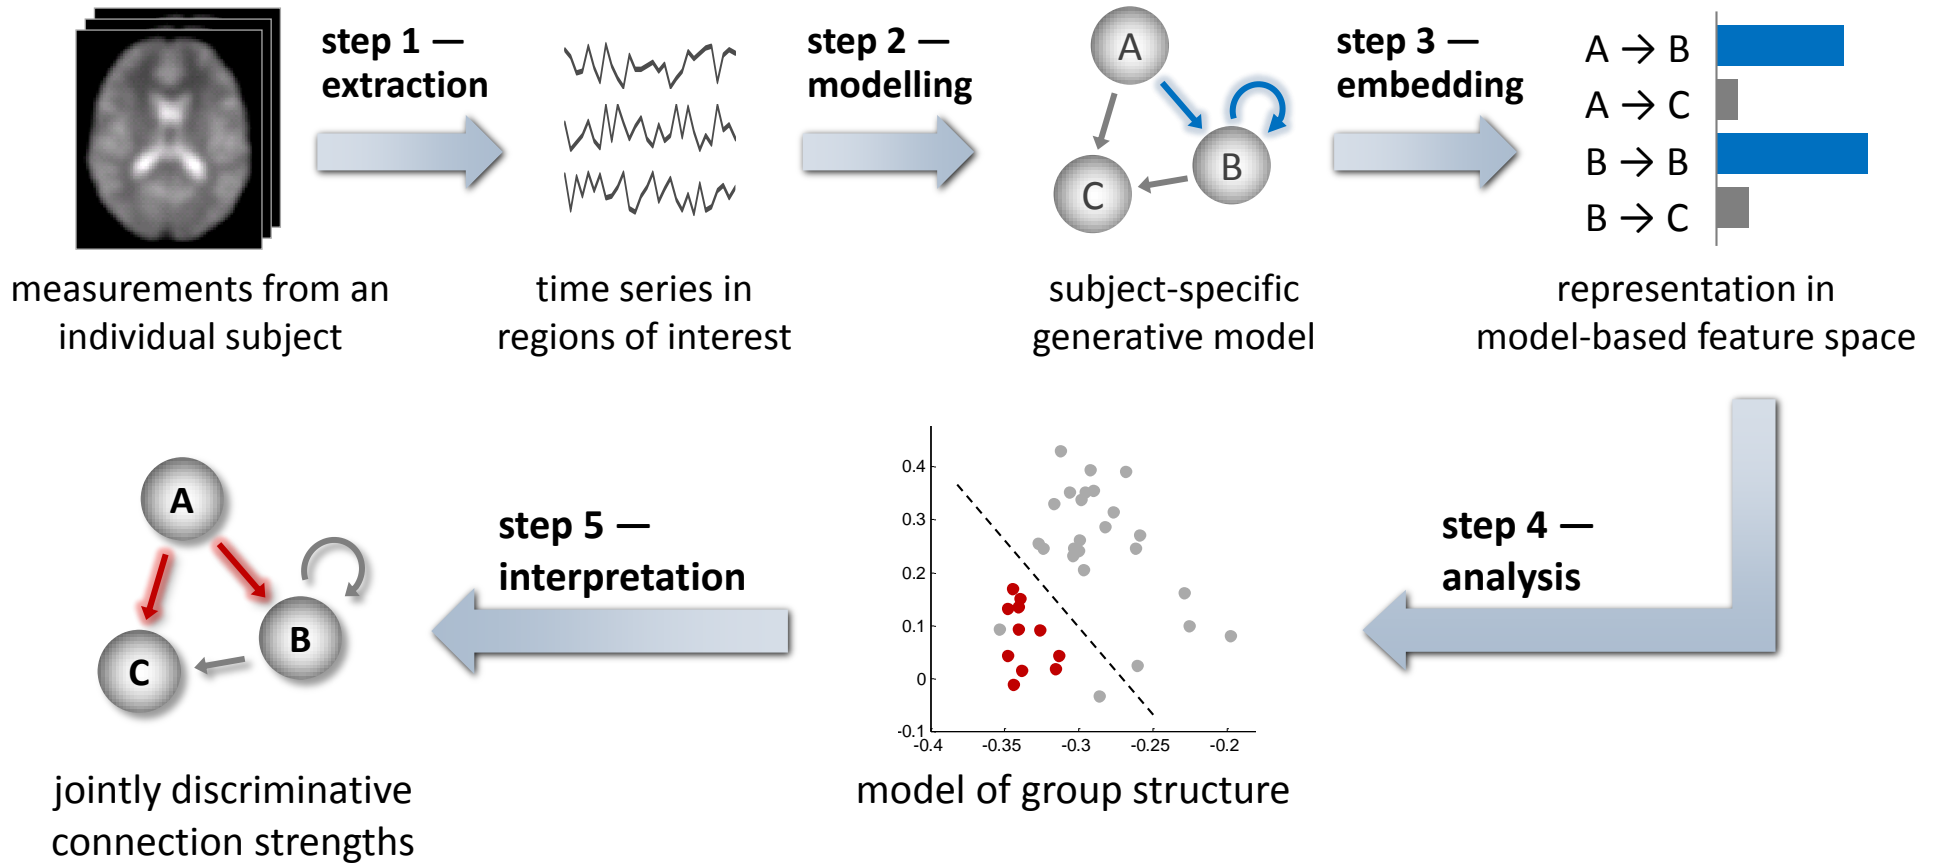 step 1 —
extraction
step 2 —
modelling
step 3 —
embedding
A
B
C
A → B
A → C
B → B
B → C
measurements from an
individual subject
time series in
regions of interest
subject-specific
generative model
representation in
model-based feature space
step 4 —
analysis
0.4
0.3
0.2
0.1
0
-0.1
-0.4
-0.35
-0.3
-0.25
-0.2
model of group structure
step 5 —
interpretation
A
B
C
jointly discriminative
connection strengths